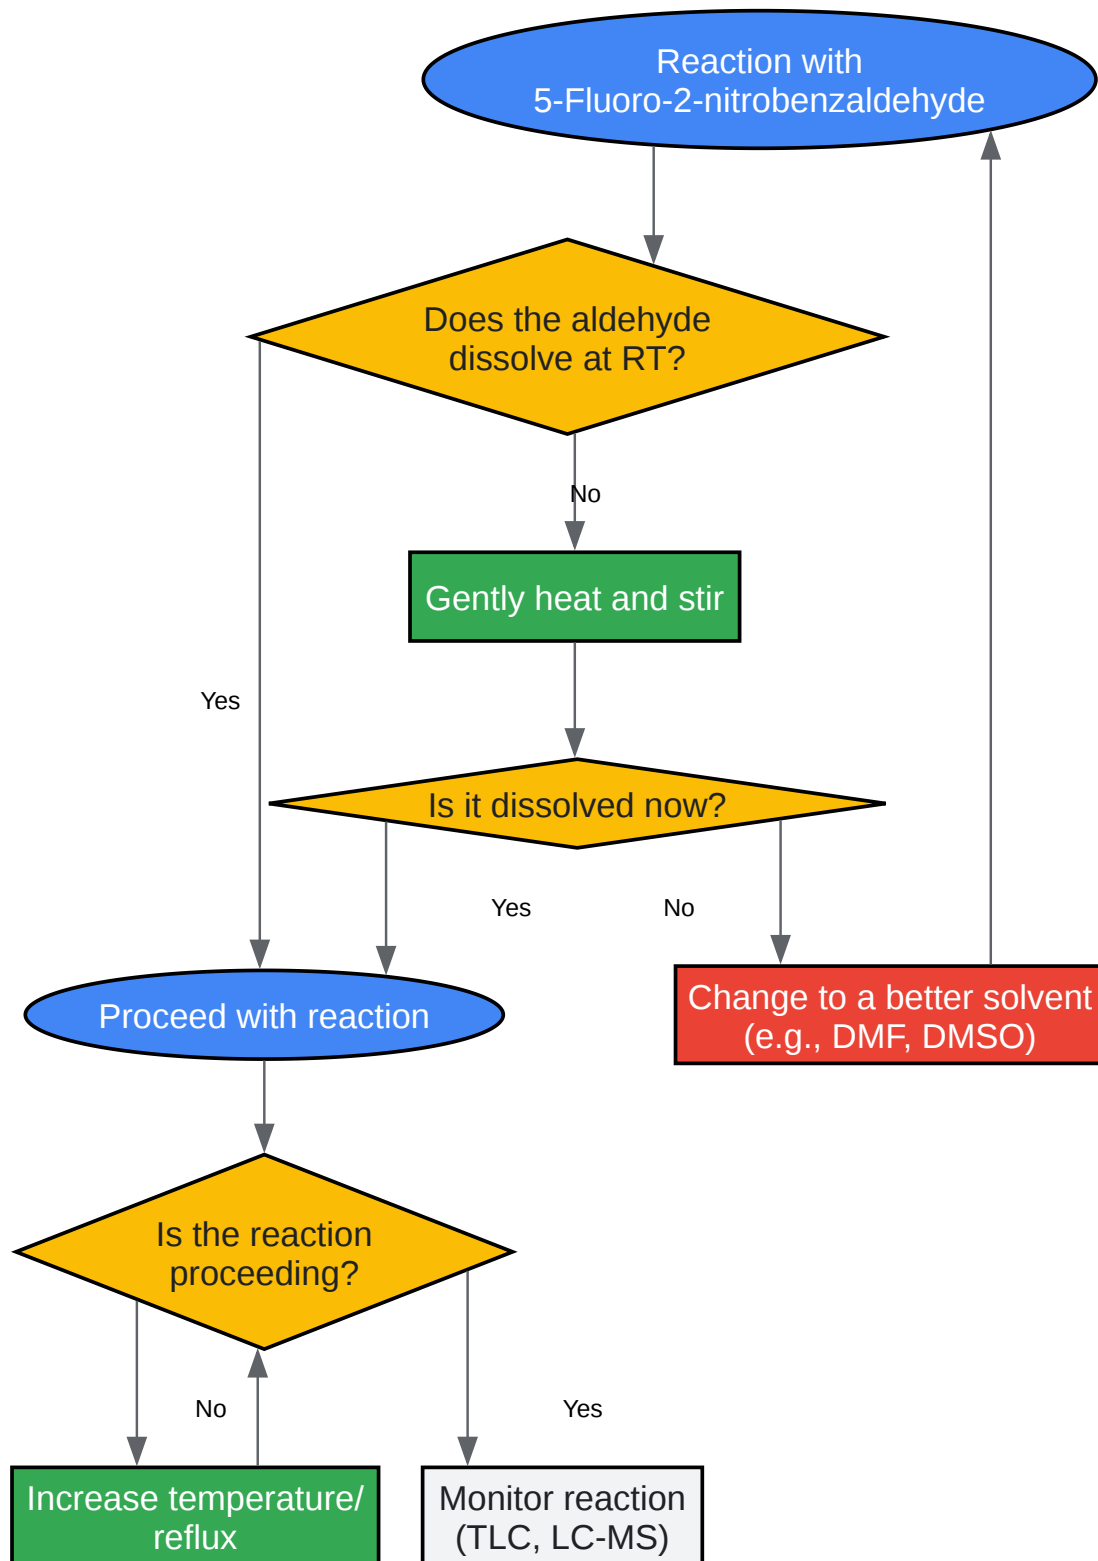 Reaction with
5-Fluoro-2-nitrobenzaldehyde
Does the aldehyde
dissolve at RT?
No
Gently heat and stir
Yes
Is it dissolved now?
Yes
No
Proceed with reaction
Change to a better solvent
(e.g., DMF, DMSO)
Is the reaction
proceeding?
No
Yes
Increase temperature/
reflux
Monitor reaction
(TLC, LC-MS)